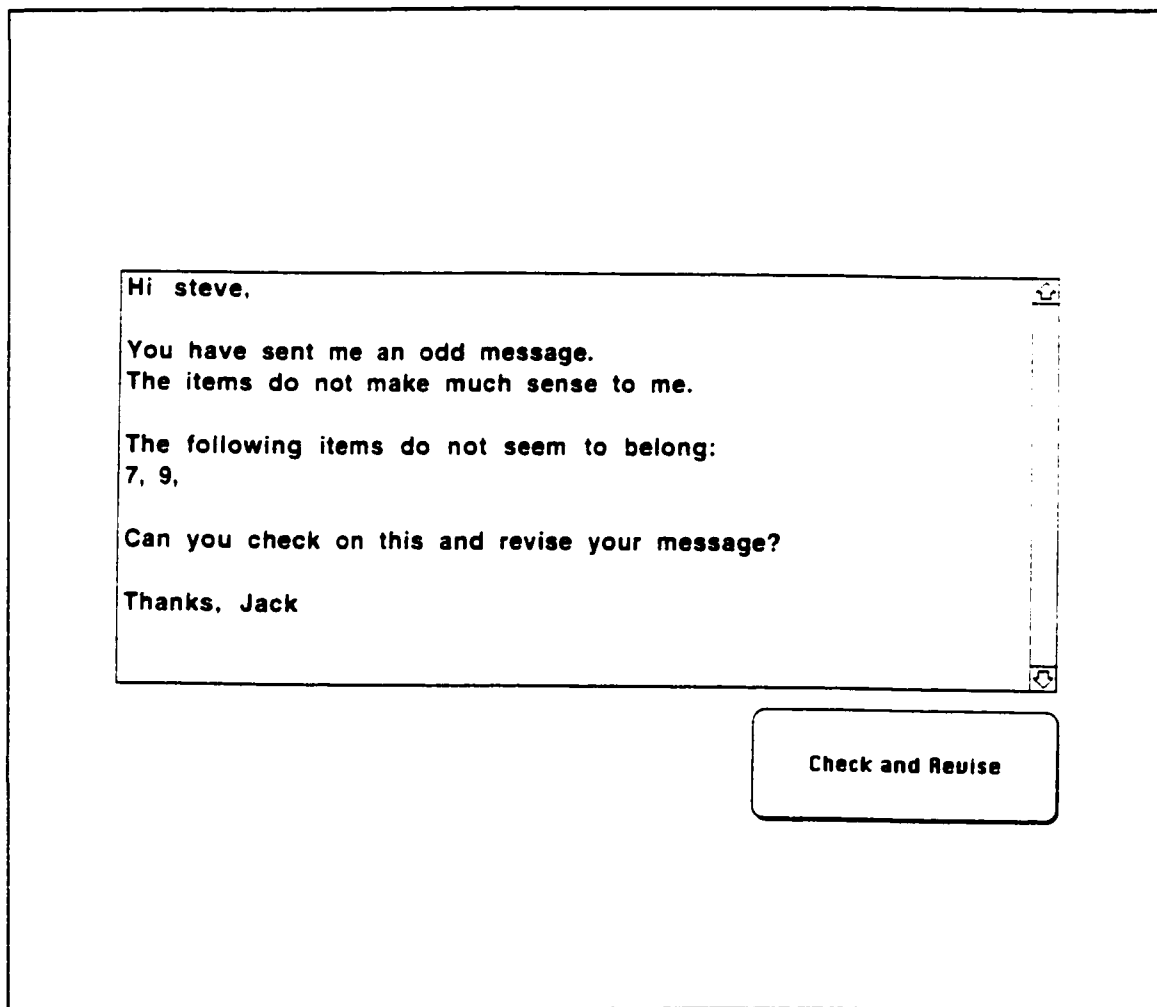 Hi steve,
You have sent me an odd message.
The items do not make much sense to me.
The following items do not seem to belong:
7, 9,
Can you check on this and revise your message?
Thanks, Jack
Check and Revise